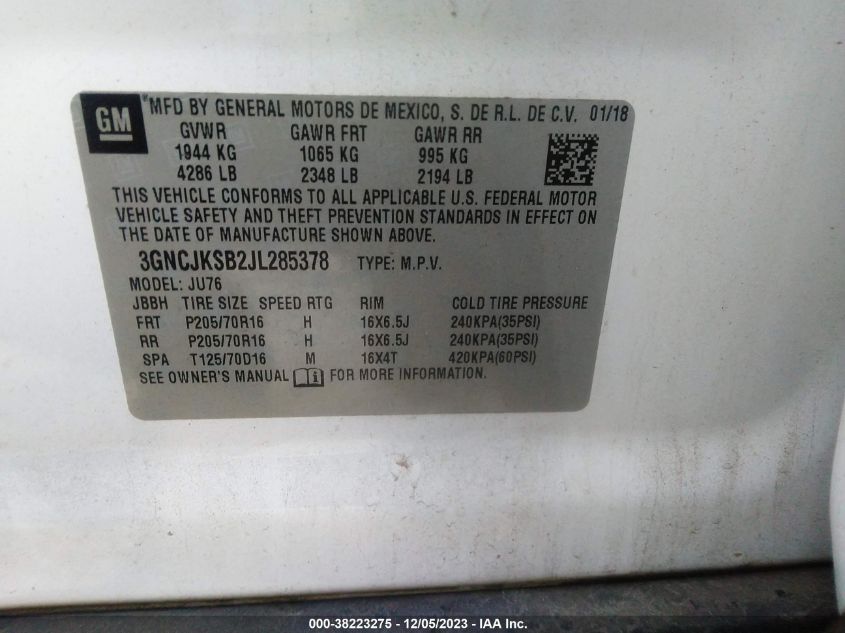 GM
MFD BY GENERAL MOTORS DE MEXICO, S. DE R.L. DE C.V. 01/18
GVWR GAWR FRT GAWR RR
1944 KG 1065 KG 995 KG
4286 LB 2348 LB 2194 LB
THIS VEHICLE CONFORMS TO ALL APPLICABLE U.S. FEDERAL MOTOR
VEHICLE SAFETY AND THEFT PREVENTION STANDARDS IN EFFECT ON
THE DATE OF MANUFACTURE SHOWN ABOVE.
3GNCJKSB2JL285378 TYPE: M.P.V.
MODEL: JU76
JBBH TIRE SIZE SPEED RTG RIM COLD TIRE PRESSURE
FRT P205/70R16 H 16X6.5J 240KPA(35PSI)
RR P205/70R16 H 16X6.5J 240KPA(35PSI)
SPA T125/70D16 M 16X4T 420KPA(60PSI)
SEE OWNER'S MANUAL i FOR MORE INFORMATION.
000-38223275 - 12/05/2023 - IAA Inc.